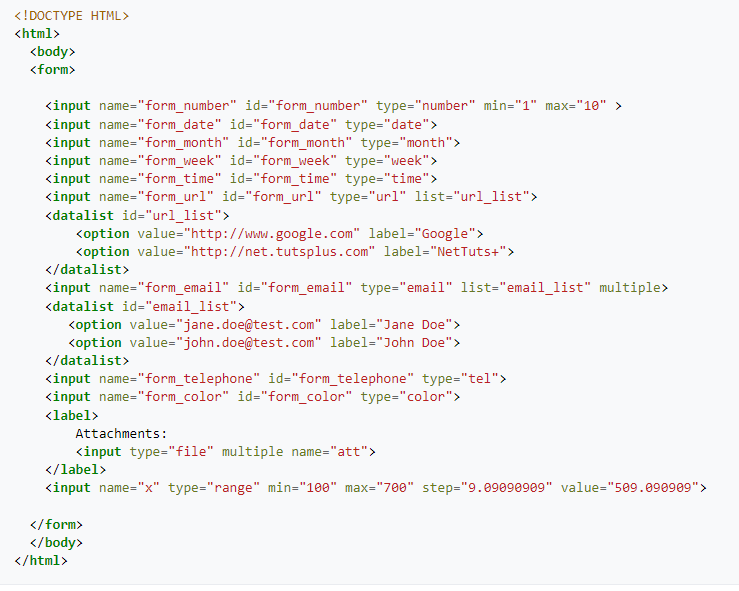 <!DOCTYPE HTML>
<html>
<body>
<form>
<input name="form_number" id="form_number" type="number" min="1" max="10" >
<input name="form_date" id="form_date" type="date">
<input name="form_month" id="form_month" type="month">
<input name="form_week" id="form_week" type="week">
<input name="form_time" id="form_time" type="time">
<input name="form_url" id="form_url" type="url" list="url_list">
<datalist id="url_list">
<option value="http://www.google.com" label="Google">
<option value="http://net.tutsplus.com" label="NetTuts+">
</datalist>
<input name="form_email" id="form_email" type="email" list="email_list" multiple>
<datalist id="email_list">
<option value="jane.doe@test.com" label="Jane Doe">
<option value="john.doe@test.com" label="John Doe">
</datalist>
<input name="form_telephone" id="form_telephone" type="tel">
<input name="form_color" id="form_color" type="color">
<label>
Attachments:
<input type="file" multiple name="att">
</label>
<input name="x" type="range" min="100" max="700" step="9.09090909" value="509.090909">
</form>
</body>
</html>